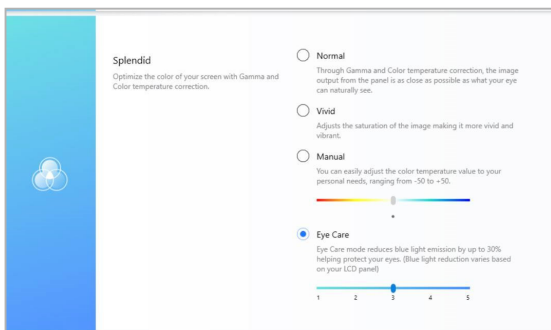 Splendid
Optimize the color of your screen with Gamma and
Color temperature correction.
Normal
Through Gamma and Color temperature correction, the image
output from the panel is as close as possible as what your eye
can naturally see.
Vivid
Adjusts the saturation of the image making it more vivid and
vibrant.
Manual
You can easily adjust the color temperature value to your
personal needs, ranging from -50 to +50.
Eye Care
Eye Care mode reduces blue light emission by up to 30%
helping protect your eyes. (Blue light reduction varies based
on your LCD panel)
1 2 3 4 5